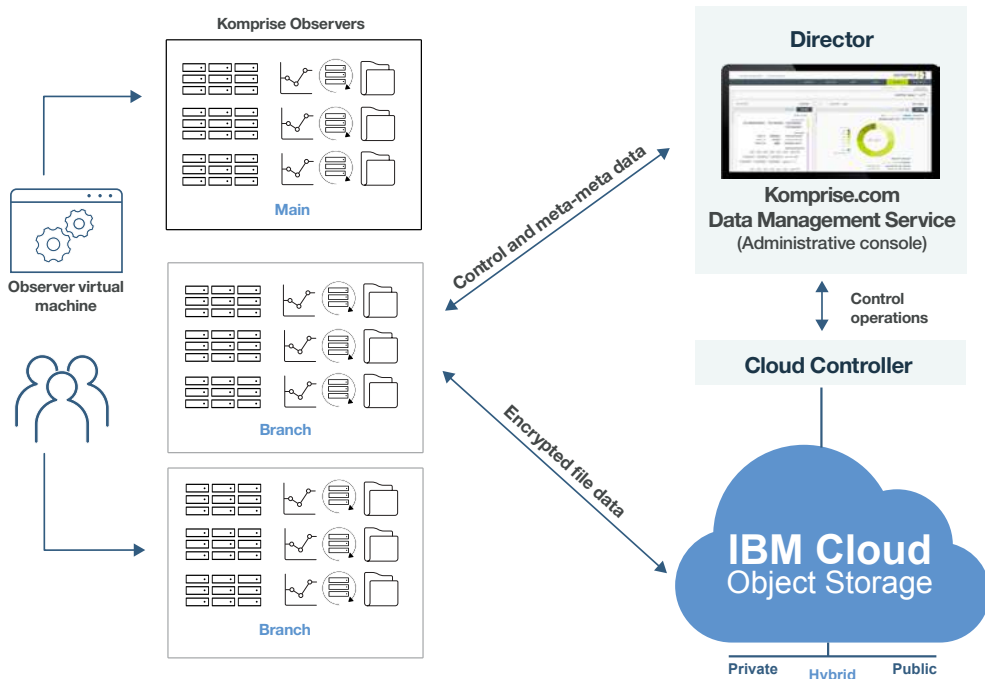 Komprise Observers
Main
Observer virtual
machine
Branch
Branch
Control and meta-meta data
Encrypted file data
Director
Komprise.com
Data Management Service
(Administrative console)
Control
operations
Cloud Controller
IBM Cloud
Object Storage
Private
Hybrid
Public